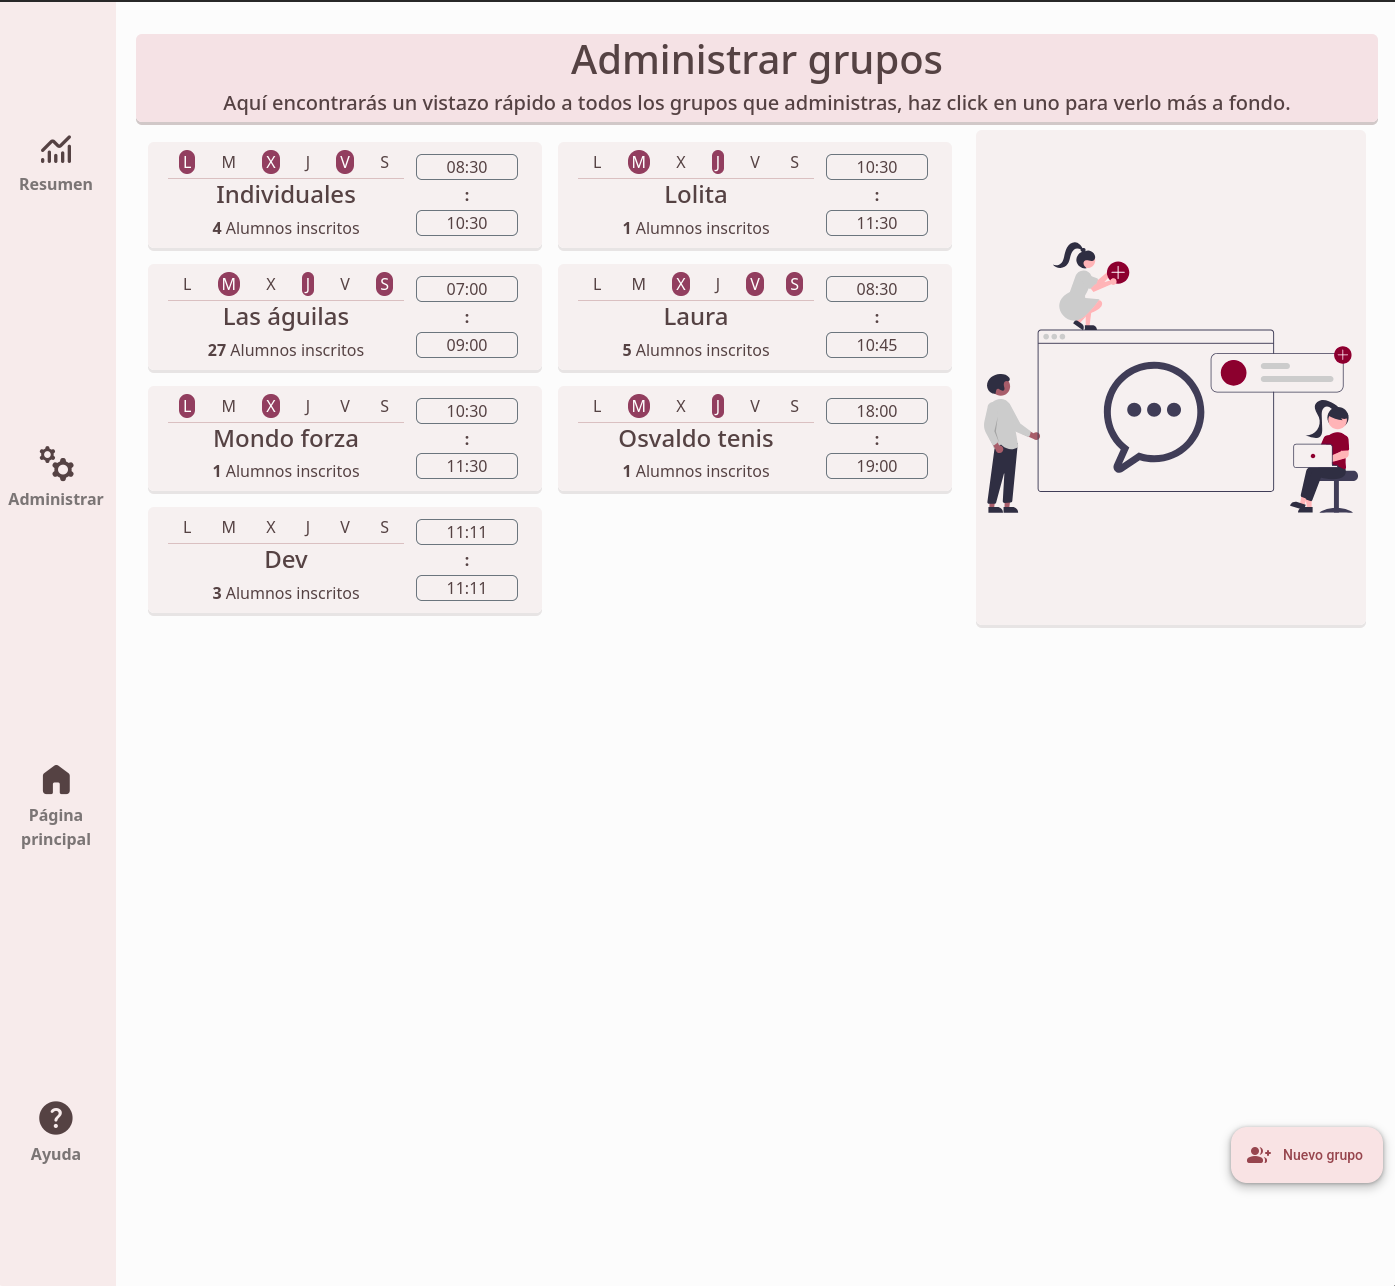 Administrar grupos
Aquí encontrarás un vistazo rápido a todos los grupos que administras, haz click en uno para verlo más a fondo.
Resumen
Administrar
Página
principal
Ayuda
L M X J V S
Individuales
4 Alumnos inscritos
08:30
:
10:30
L M X J V S
Lolita
1 Alumnos inscritos
10:30
:
11:30
L M X J V S
Las águilas
27 Alumnos inscritos
07:00
:
09:00
L M X J V S
Laura
5 Alumnos inscritos
08:30
:
10:45
L M X J V S
Mondo forza
1 Alumnos inscritos
10:30
:
11:30
L M X J V S
Osvaldo tenis
1 Alumnos inscritos
18:00
:
19:00
L M X J V S
Dev
3 Alumnos inscritos
11:11
:
11:11
Nuevo grupo